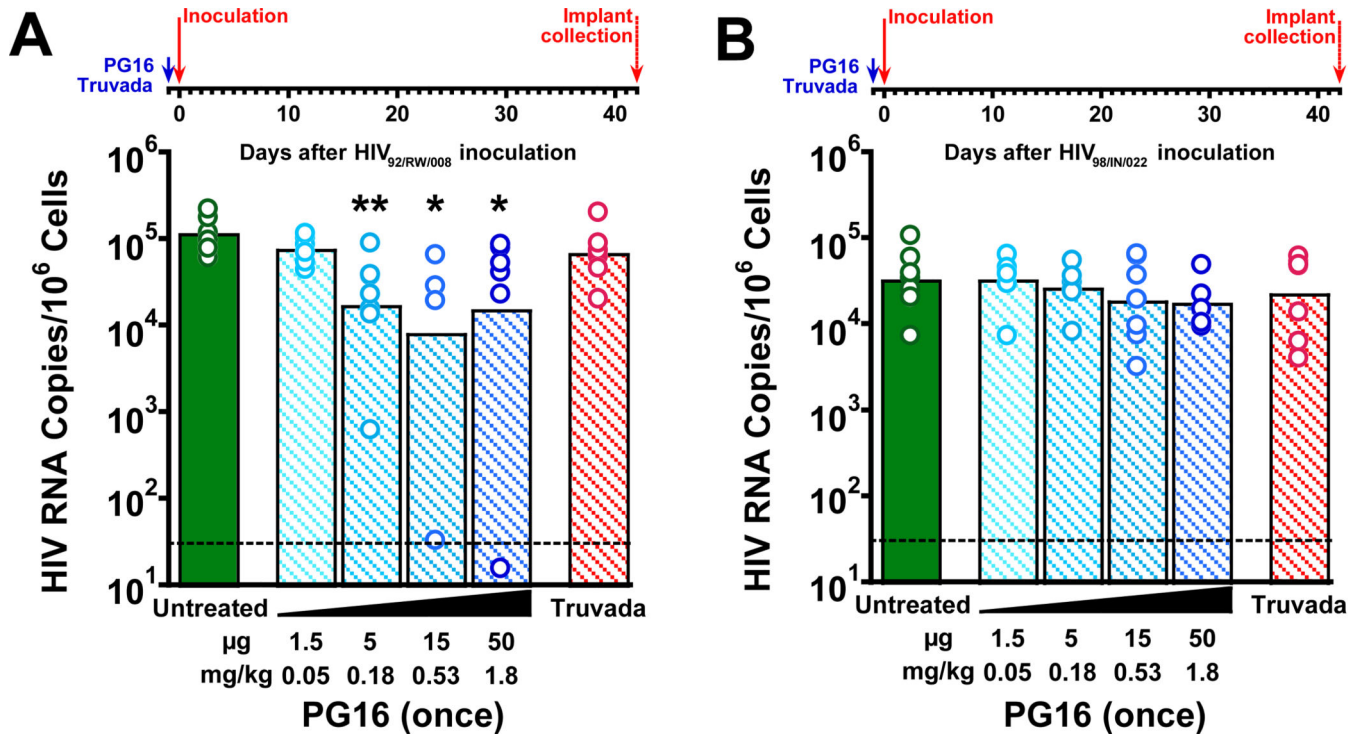 A
Inoculation
Implant
collection
PG16
Truvada
0 10 20 30 40
Days after HIV92/RW/008 inoculation
HIV RNA Copies/10^6 Cells
10^6
10^5
10^4
10^3
10^2
10^1
** * *
Untreated Truvada
µg 1.5 5 15 50
mg/kg 0.05 0.18 0.53 1.8
PG16 (once)
B
Inoculation
Implant
collection
PG16
Truvada
0 10 20 30 40
Days after HIV98/IN/022 inoculation
HIV RNA Copies/10^6 Cells
10^6
10^5
10^4
10^3
10^2
10^1
Untreated Truvada
µg 1.5 5 15 50
mg/kg 0.05 0.18 0.53 1.8
PG16 (once)